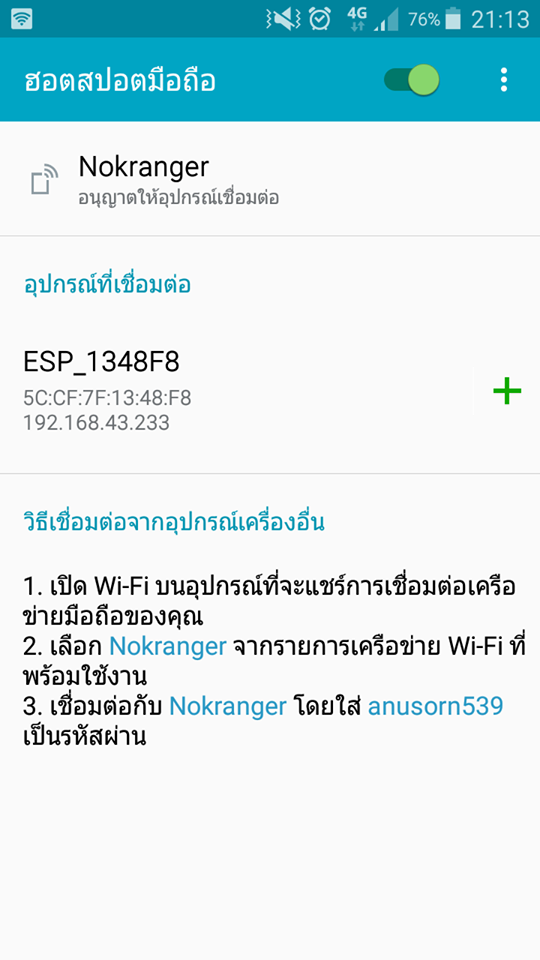 4G 76% 21:13
ฮอตสปอตมือถือ
Nokranger
อนุญาตให้อุปกรณ์เชื่อมต่อ
อุปกรณ์ที่เชื่อมต่อ
ESP_1348F8
5C:CF:7F:13:48:F8
192.168.43.233
วิธีเชื่อมต่อจากอุปกรณ์เครื่องอื่น
1. เปิด Wi-Fi บนอุปกรณ์ที่จะแชร์การเชื่อมต่อเครือ
ข่ายมือถือของคุณ
2. เลือก Nokranger จากรายการเครือข่าย Wi-Fi ที่
พร้อมใช้งาน
3. เชื่อมต่อกับ Nokranger โดยใส่ anusorn539
เป็นรหัสผ่าน